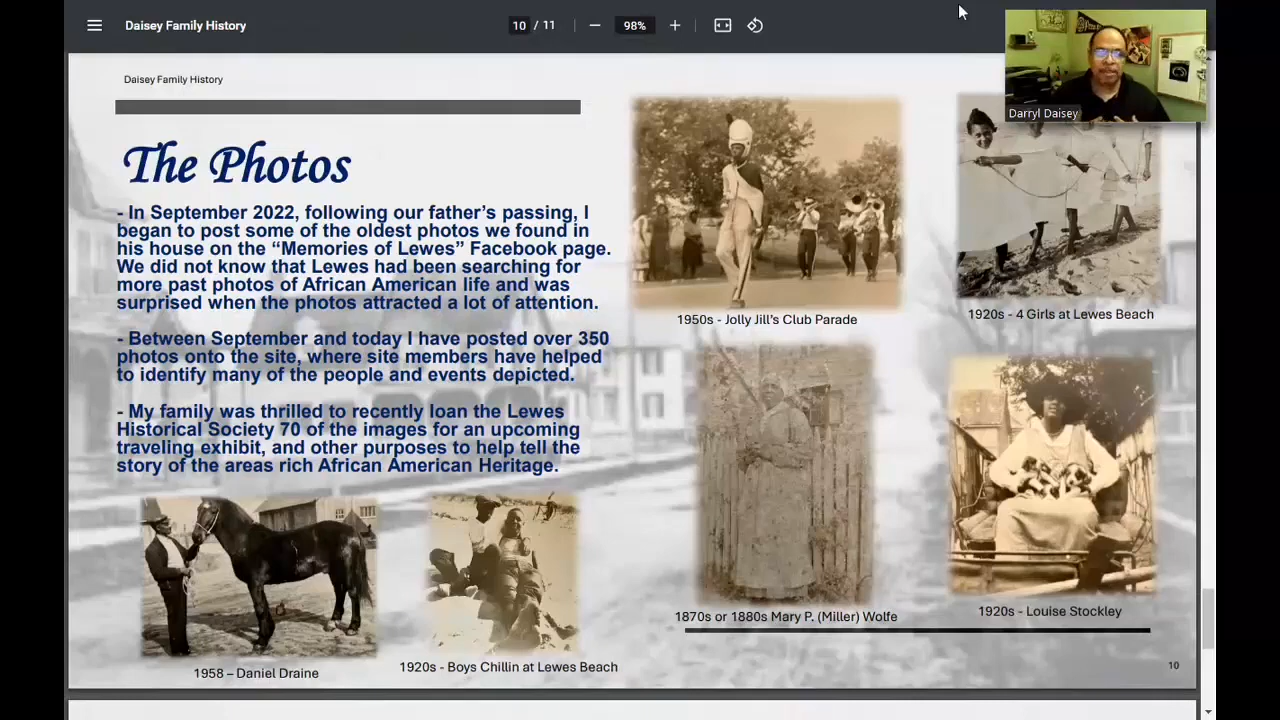 Daisey Family History
10 / 11
98%
Darryl Daisey
Daisey Family History
The Photos
- In September 2022, following our father's passing, I
began to post some of the oldest photos we found in
his house on the “Memories of Lewes” Facebook page.
We did not know that Lewes had been searching for
more past photos of African American life and was
surprised when the photos attracted a lot of attention.
- Between September and today I have posted over 350
photos onto the site, where site members have helped
to identify many of the people and events depicted.
- My family was thrilled to recently loan the Lewes
Historical Society 70 of the images for an upcoming
traveling exhibit, and other purposes to help tell the
story of the areas rich African American Heritage.
1950s - Jolly Jill's Club Parade
1920s - 4 Girls at Lewes Beach
1870s or 1880s Mary P. (Miller) Wolfe
1920s - Louise Stockley
1958 – Daniel Draine
1920s - Boys Chillin at Lewes Beach
10